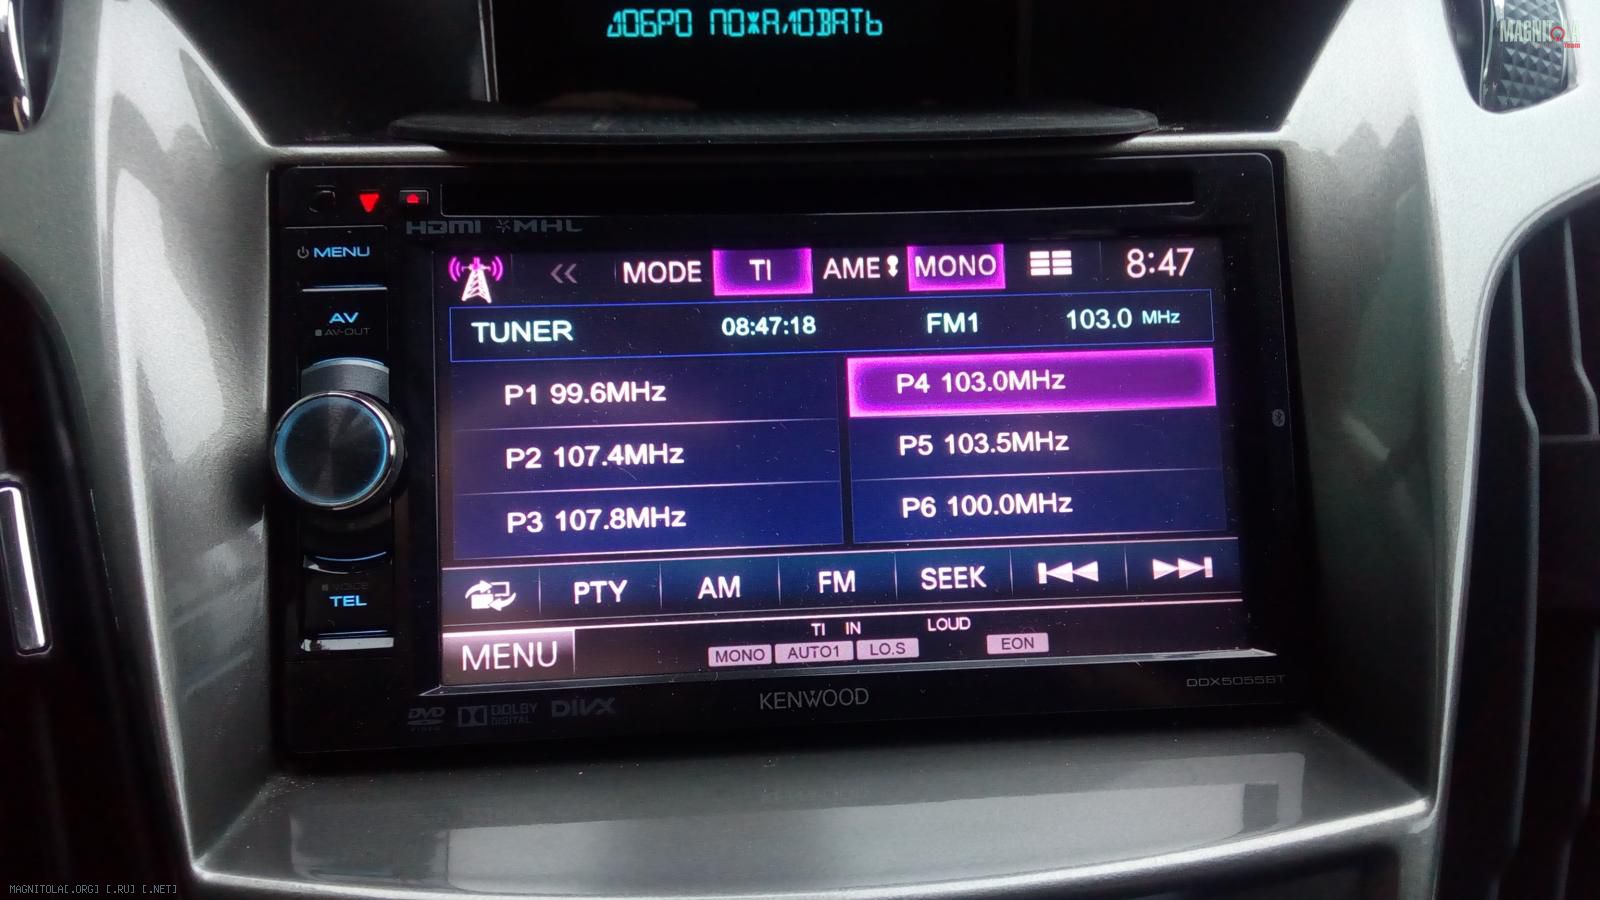 ДОБРО ПОЖАЛОВАТЬ
MAGNITOLA
Team
HDMI MHL
MENU
AV
AV-OUT
VOICE
TEL
MODE TI AME MONO 8:47
TUNER 08:47:18 FM1 103.0 MHz
P1 99.6MHz
P2 107.4MHz
P3 107.8MHz
P4 103.0MHz
P5 103.5MHz
P6 100.0MHz
PTY AM FM SEEK
MENU
TI IN LOUD
MONO AUTO1 LO.S EON
KENWOOD
DDX5055BT
DVD VIDEO DOLBY DIGITAL DIVX
MAGNITOLA[.ORG] [.RU] [.NET]